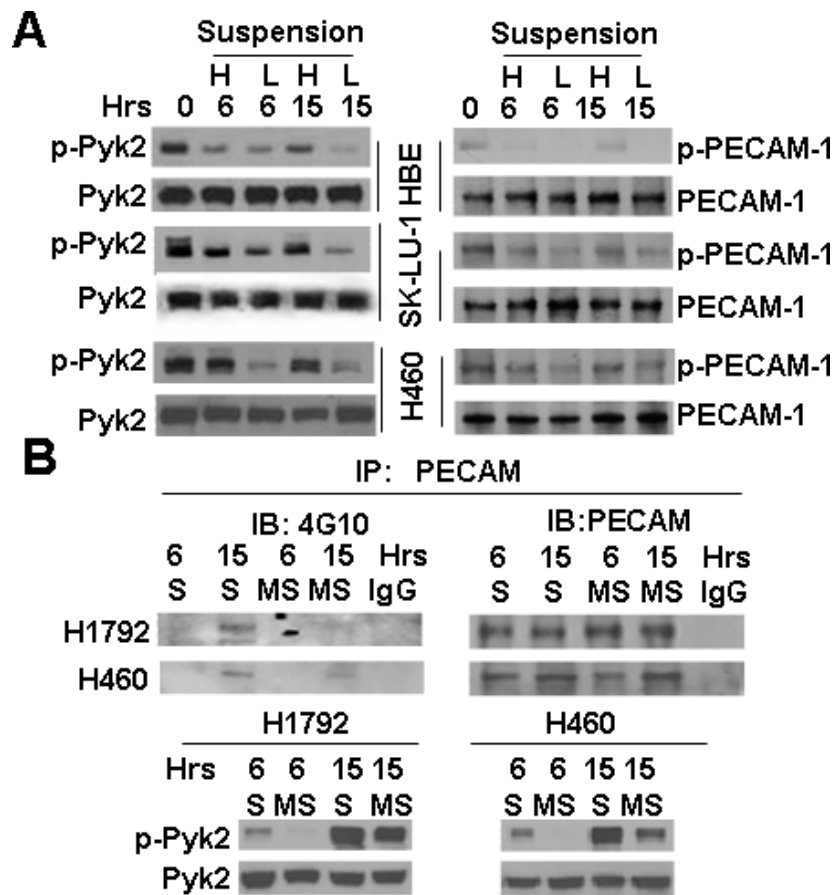 A
Suspension Suspension
H L H L H L H L
Hrs 0 6 6 15 15 0 6 6 15 15
p-Pyk2 HBE p-PECAM-1
Pyk2 PECAM-1
p-Pyk2 SK-LU-1 p-PECAM-1
Pyk2 PECAM-1
p-Pyk2 H460 p-PECAM-1
Pyk2 PECAM-1
B
IP: PECAM
IB: 4G10 IB:PECAM
6 15 6 15 Hrs 6 15 6 15 Hrs
S S MS MS IgG S S MS MS IgG
H1792
H460
H1792 H460
Hrs 6 6 15 15 6 6 15 15
S MS S MS S MS S MS
p-Pyk2
Pyk2